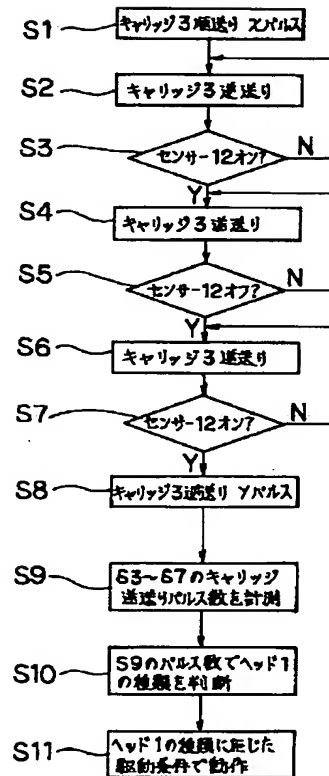 S1 キャリッジ3順送り xパルス
S2 キャリッジ3逆送り
S3 センサー12オン? N
Y
S4 キャリッジ3逆送り
S5 センサー12オフ? N
Y
S6 キャリッジ3逆送り
S7 センサー12オン? N
Y
S8 キャリッジ3逆送り Yパルス
S9 S3~S7のキャリッジ
逆送りパルス数を計測
S10 S9のパルス数でヘッド1
の種類を判断
S11 ヘッド1の種類に応じた
駆動条件で動作